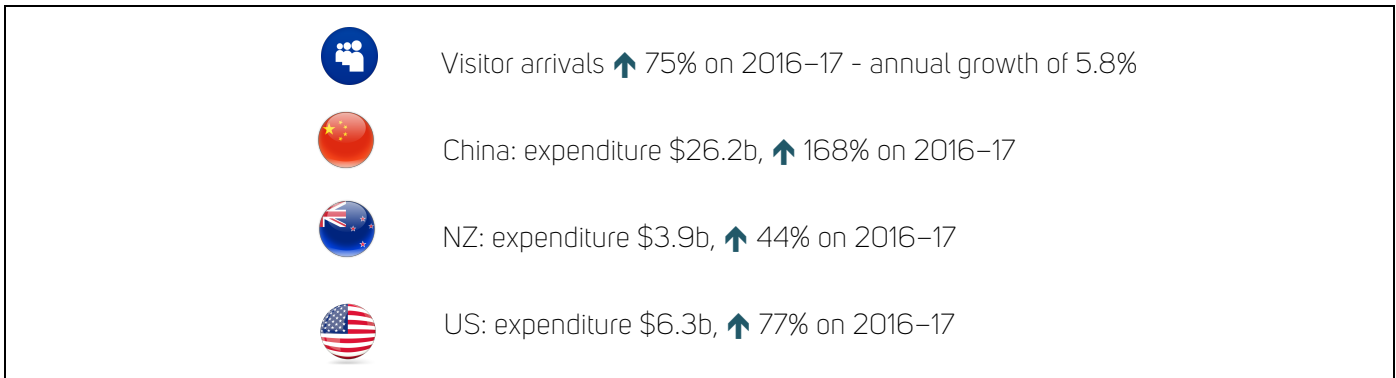 Visitor arrivals ↑ 75% on 2016–17 - annual growth of 5.8%
China: expenditure $26.2b, ↑ 168% on 2016–17
NZ: expenditure $3.9b, ↑ 44% on 2016–17
US: expenditure $6.3b, ↑ 77% on 2016–17